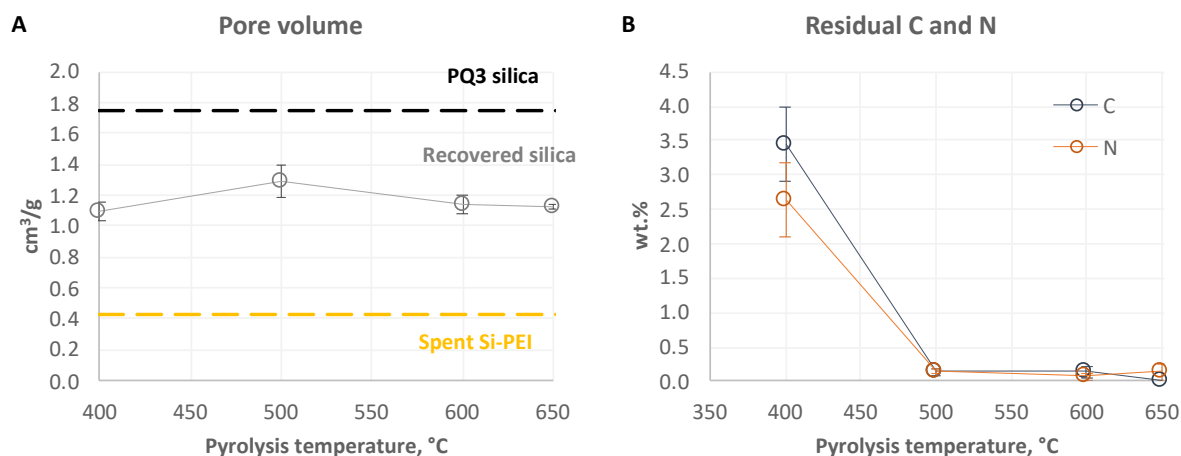 A
Pore volume
2.0
1.8
1.6
1.4
1.2
1.0
0.8
0.6
0.4
0.2
0.0
cm³/g
PQ3 silica
Recovered silica
Spent Si-PEI
400
450
500
550
600
650
Pyrolysis temperature, °C
B
Residual C and N
4.5
4.0
3.5
3.0
2.5
2.0
1.5
1.0
0.5
0.0
wt.%
C
N
350
400
450
500
550
600
650
Pyrolysis temperature, °C